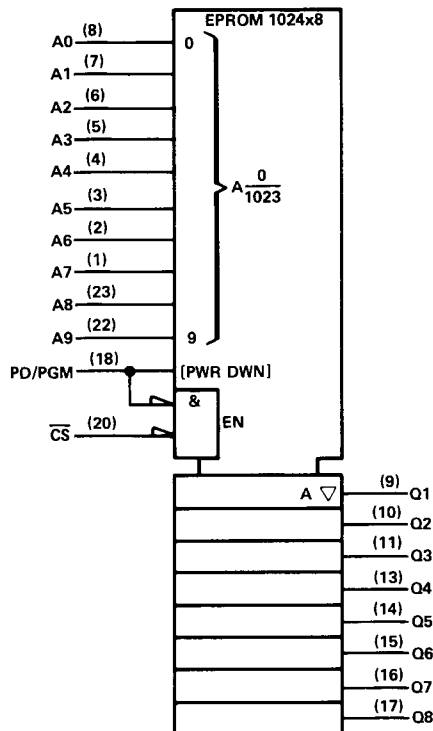 EPROM 1024x8
A0 (8) 0
A1 (7)
A2 (6)
A3 (5)
A4 (4)
A5 (3)
A6 (2)
A7 (1)
A8 (23)
A9 (22) 9
A 0
1023
PD/PGM (18) [PWR DWN]
&
EN
CS (20)
A ▽ (9) Q1
(10) Q2
(11) Q3
(13) Q4
(14) Q5
(15) Q6
(16) Q7
(17) Q8